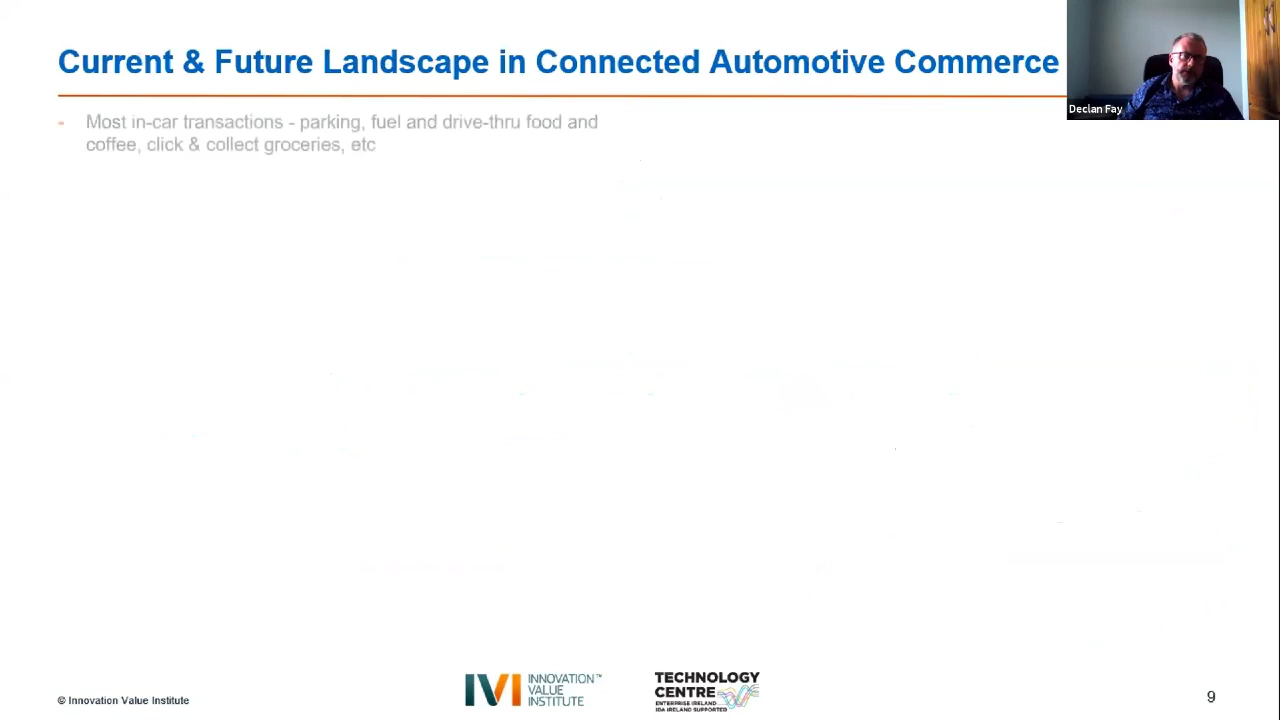 Current & Future Landscape in Connected Automotive Commerce
Declan Fay
- Most in-car transactions - parking, fuel and drive-thru food and
coffee, click & collect groceries, etc
© Innovation Value Institute
IVI INNOVATION™
VALUE
INSTITUTE
TECHNOLOGY
CENTRE
ENTERPRISE IRELAND
IDA IRELAND SUPPORTED
9